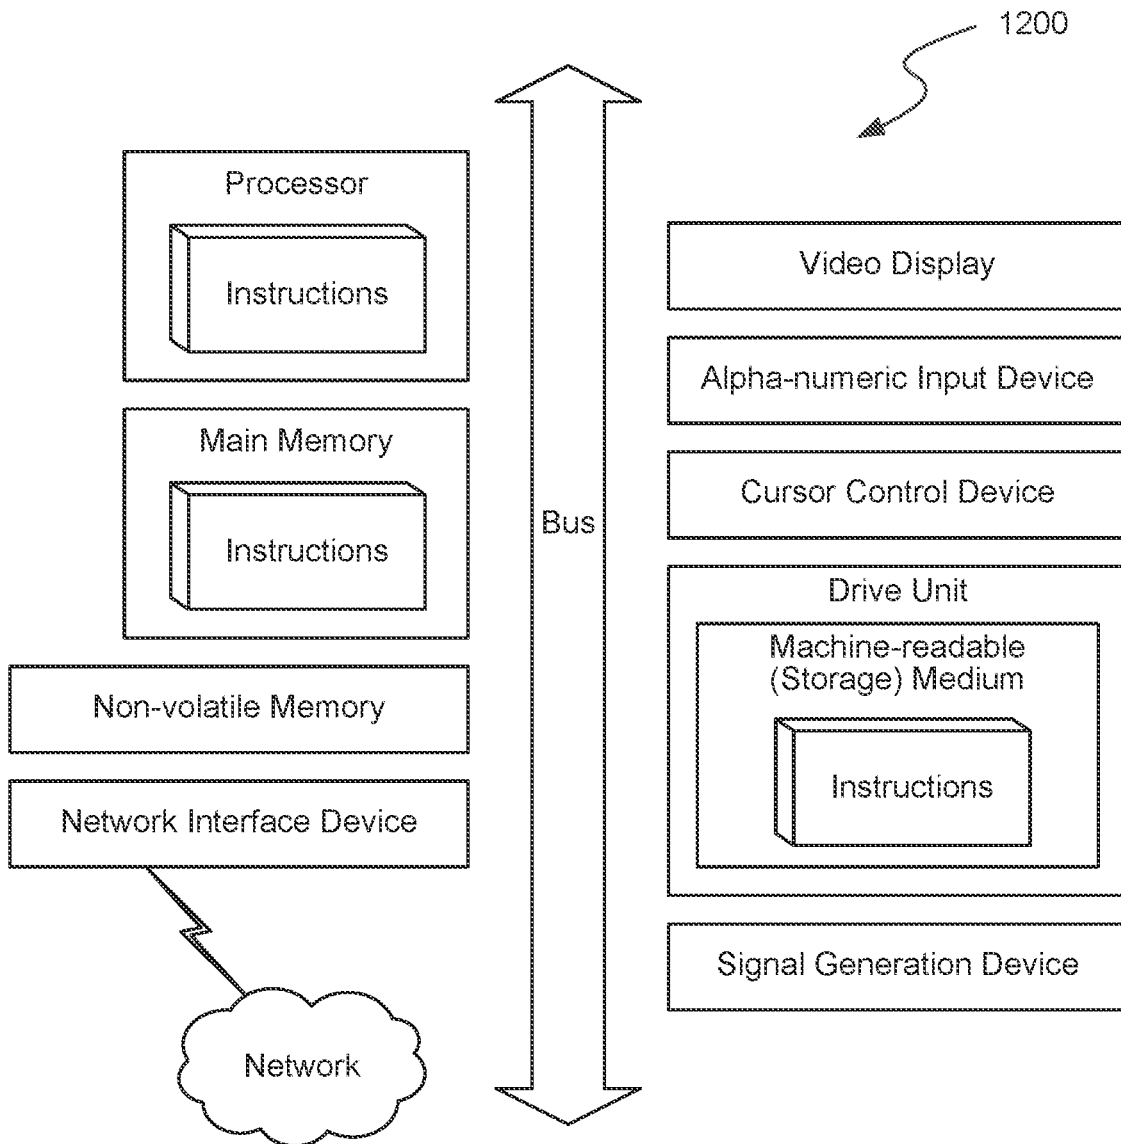 1200
Processor
Instructions
Main Memory
Instructions
Non-volatile Memory
Network Interface Device
Network
Bus
Video Display
Alpha-numeric Input Device
Cursor Control Device
Drive Unit
Machine-readable
(Storage) Medium
Instructions
Signal Generation Device